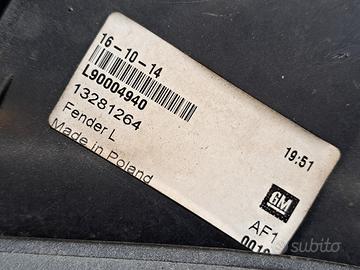 16-10-14
L90004940
13281264
Fender L
Made in Poland
19:51
GM
AF1
subito